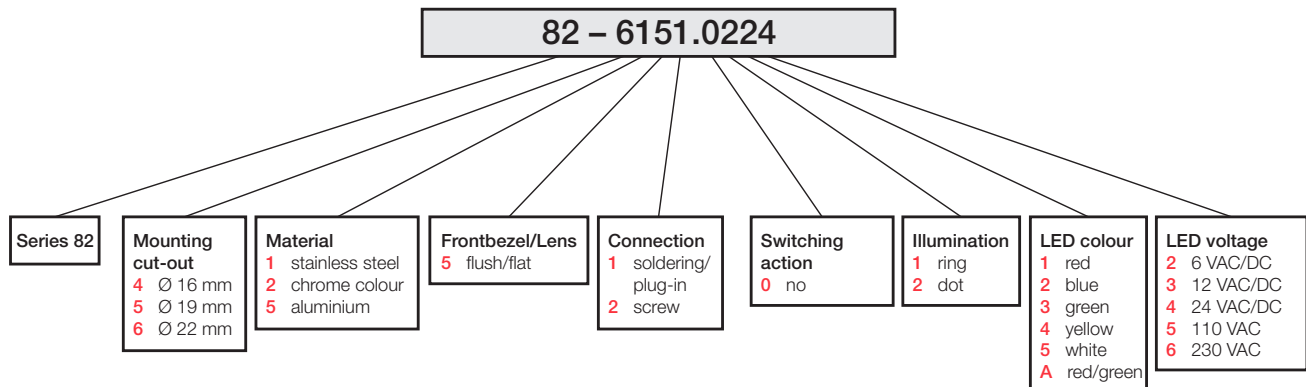 82 – 6151.0224
Series 82
Mounting
cut-out
4 Ø 16 mm
5 Ø 19 mm
6 Ø 22 mm
Material
1 stainless steel
2 chrome colour
5 aluminium
Frontbezel/Lens
5 flush/flat
Connection
1 soldering/
plug-in
2 screw
Switching
action
0 no
Illumination
1 ring
2 dot
LED colour
1 red
2 blue
3 green
4 yellow
5 white
A red/green
LED voltage
2 6 VAC/DC
3 12 VAC/DC
4 24 VAC/DC
5 110 VAC
6 230 VAC